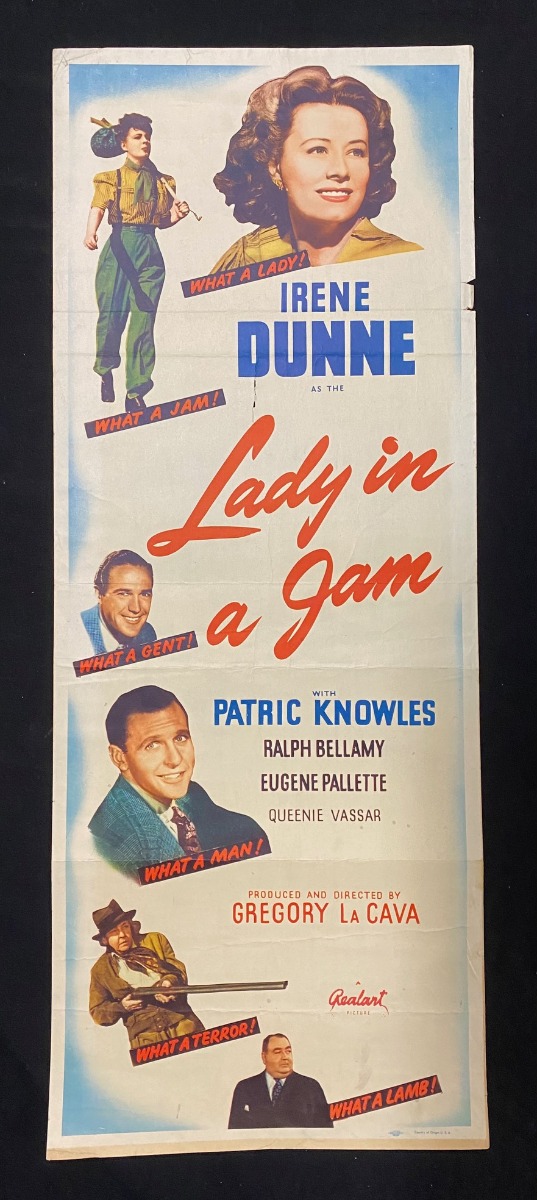 WHAT A LADY!
IRENE
DUNNE
AS THE
WHAT A JAM!
Lady in
a Jam
WHAT A GENT!
WITH
PATRIC KNOWLES
RALPH BELLAMY
EUGENE PALLETTE
QUEENIE VASSAR
WHAT A MAN!
PRODUCED AND DIRECTED BY
GREGORY LA CAVA
A
Realart
PICTURE
WHAT A TERROR!
WHAT A LAMB!